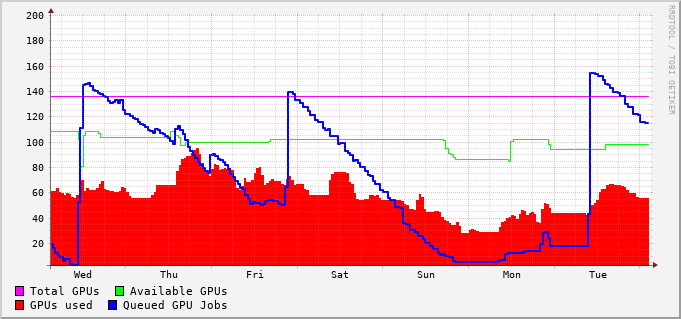 200
180
160
140
120
100
80
60
40
20
Wed Thu Fri Sat Sun Mon Tue
Total GPUs Available GPUs
GPUs used Queued GPU Jobs
RRDTOOL / TOBI OETIKER